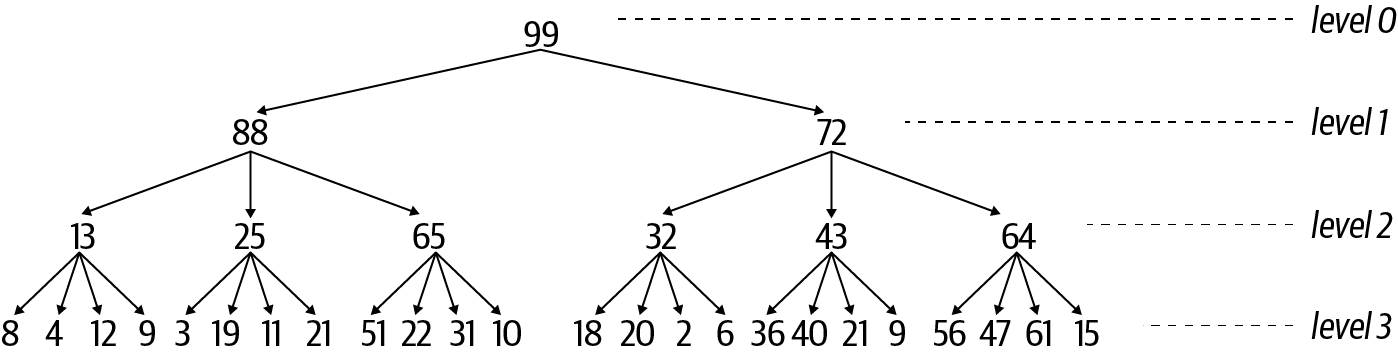 99 level 0
88 72 level 1
13 25 65 32 43 64 level 2
8 4 12 9 3 19 11 21 51 22 31 10 18 20 2 6 36 40 21 9 56 47 61 15 level 3